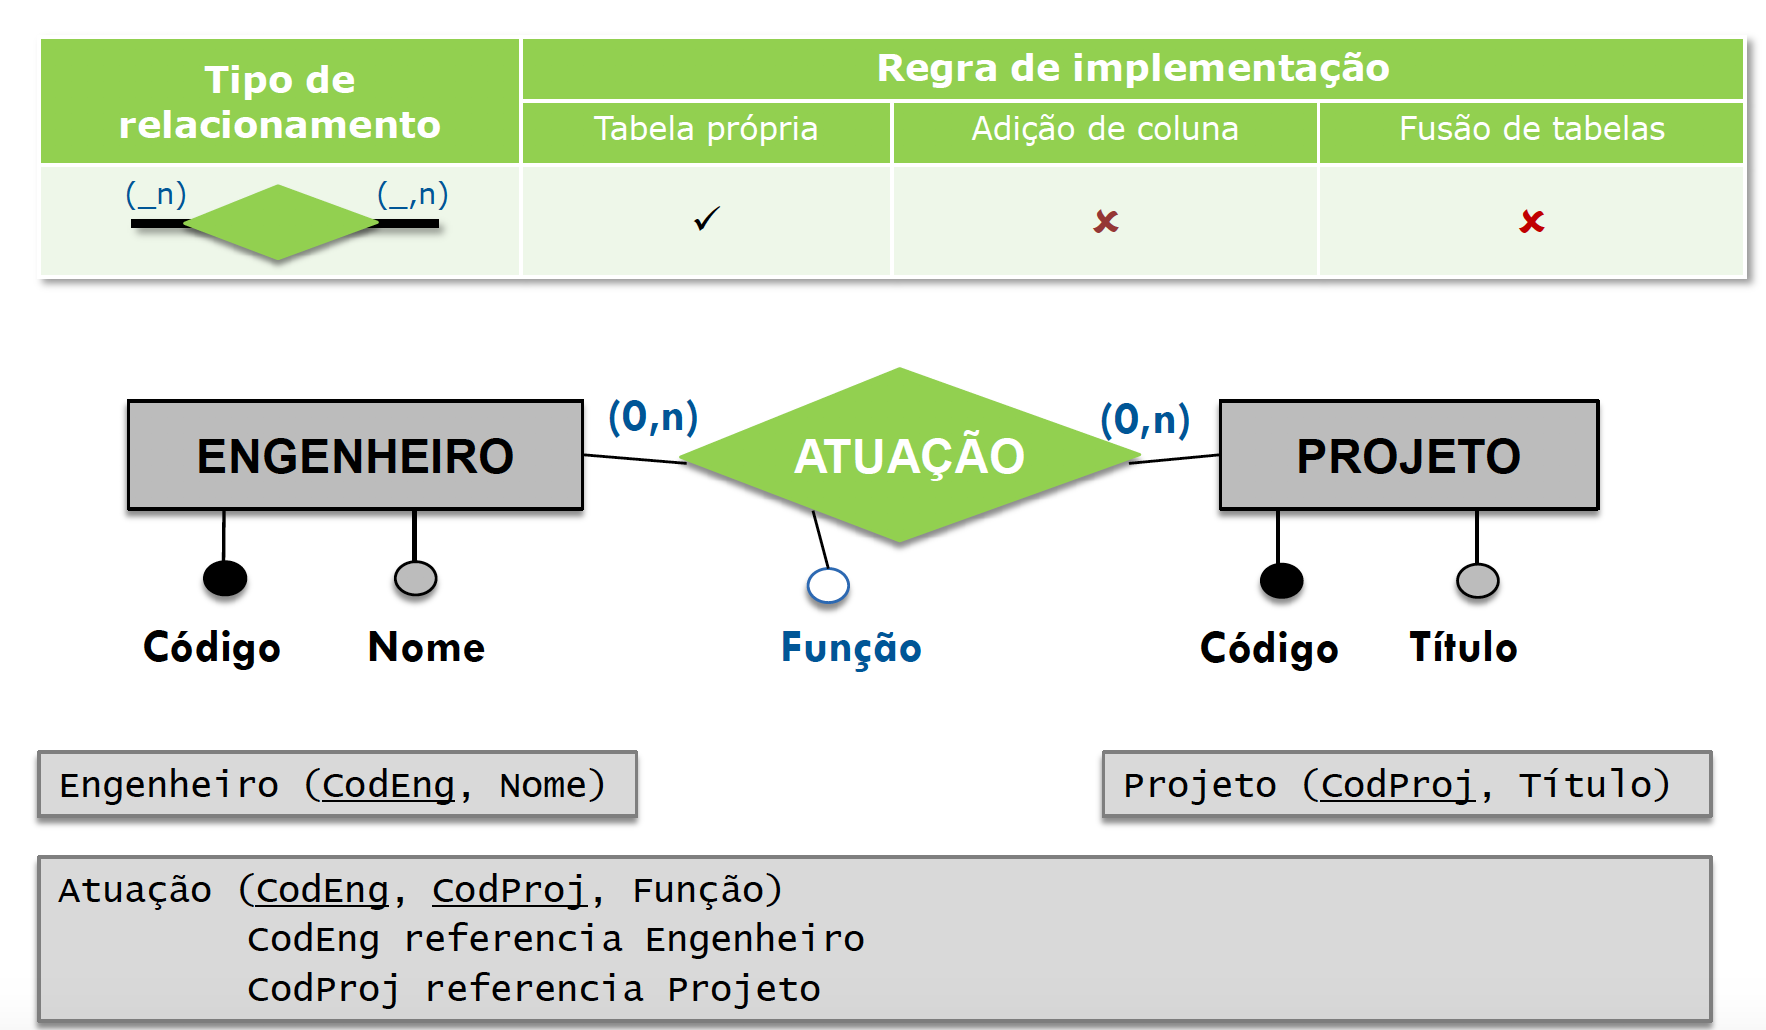 Tipo de
relacionamento
Regra de implementação
Tabela própria
Adição de coluna
Fusão de tabelas
(_n)
(_,n)
✓
✘
✘
ENGENHEIRO
(0,n)
ATUAÇÃO
(0,n)
PROJETO
Código
Nome
Função
Código
Título
Engenheiro (CodEng, Nome)
Projeto (CodProj, Título)
Atuação (CodEng, CodProj, Função)
CodEng referencia Engenheiro
CodProj referencia Projeto